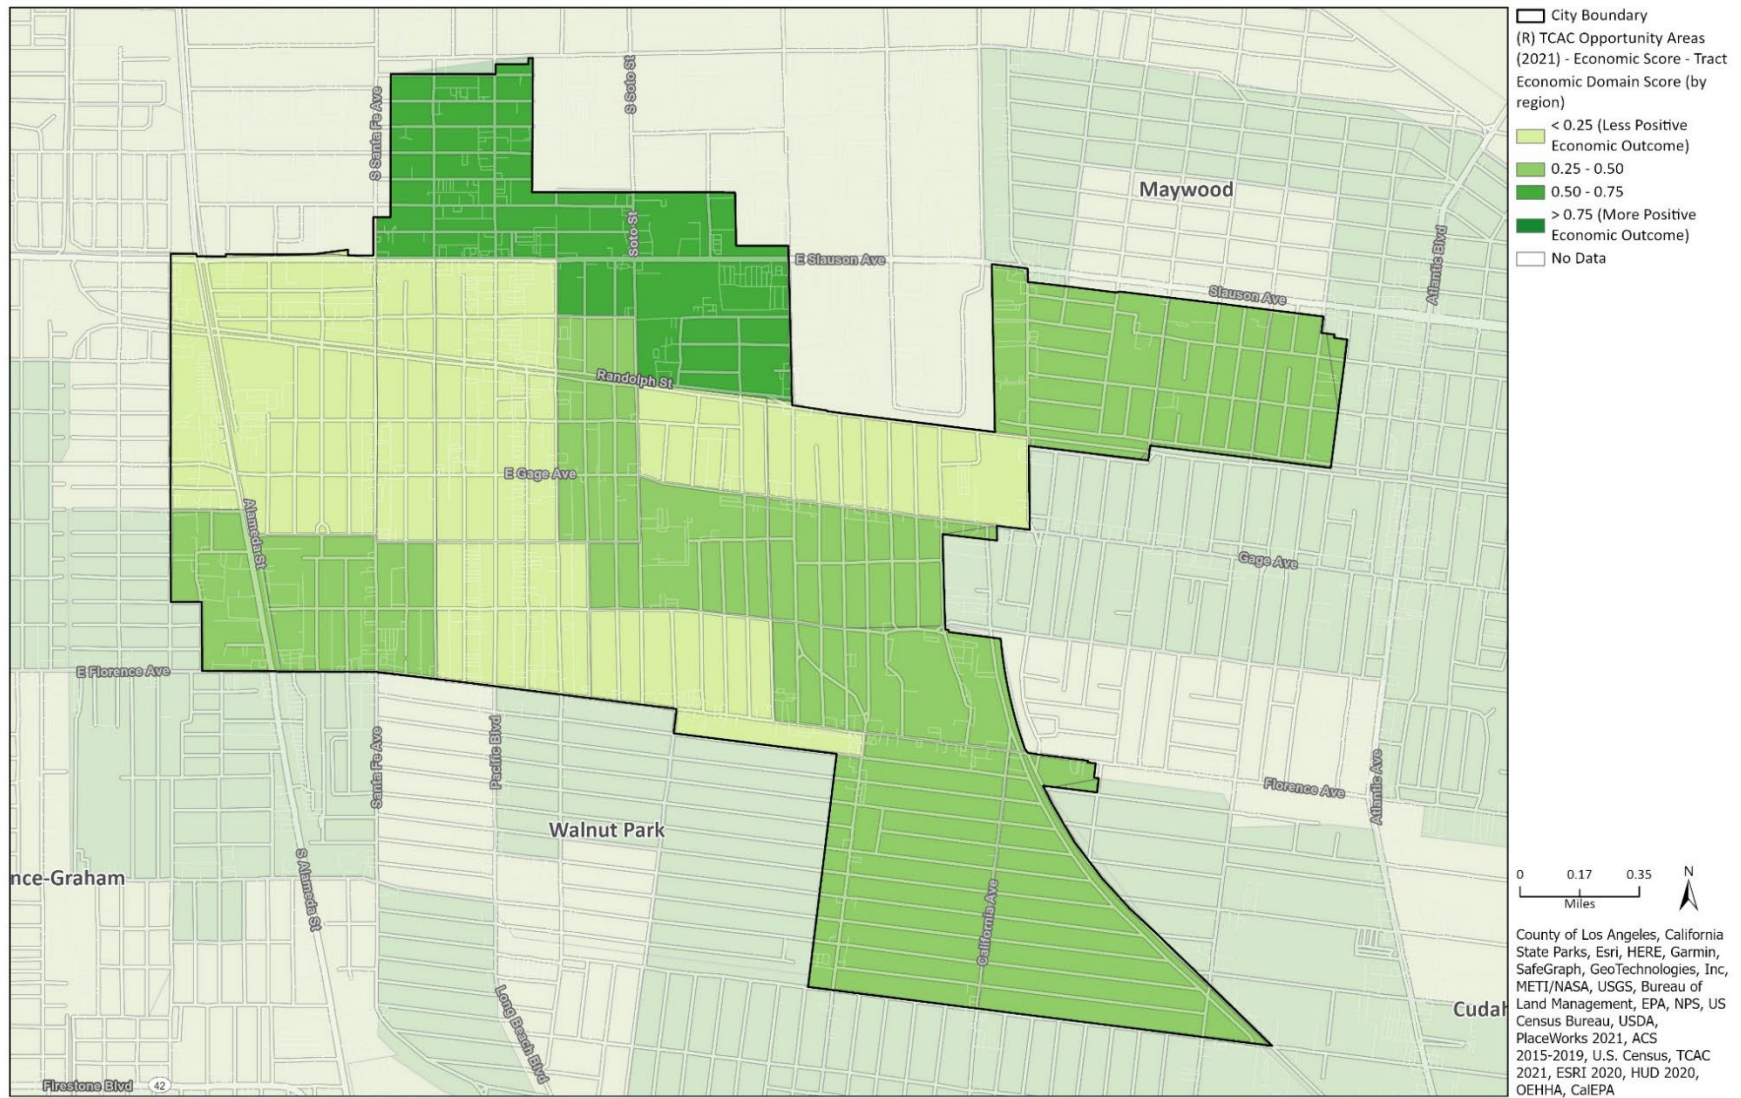 City Boundary
(R) TCAC Opportunity Areas
(2021) - Economic Score - Tract
Economic Domain Score (by
region)
< 0.25 (Less Positive
Economic Outcome)
0.25 - 0.50
0.50 - 0.75
> 0.75 (More Positive
Economic Outcome)
No Data
S Santa Fe Ave
S Soto St
Soto St
Maywood
Atlantic Blvd
E Slauson Ave
Slauson Ave
Randolph St
E Gage Ave
Alameda St
Gage Ave
E Florence Ave
Santa Fe Ave
Pacific Blvd
Florence Ave
Atlantic Ave
Walnut Park
nce-Graham
S Alameda St
California Ave
Long Beach Blvd
Cudah
Firestone Blvd
42
0 0.17 0.35
Miles
N
County of Los Angeles, California
State Parks, Esri, HERE, Garmin,
SafeGraph, GeoTechnologies, Inc,
METI/NASA, USGS, Bureau of
Land Management, EPA, NPS, US
Census Bureau, USDA,
PlaceWorks 2021, ACS
2015-2019, U.S. Census, TCAC
2021, ESRI 2020, HUD 2020,
OEHHA, CalEPA